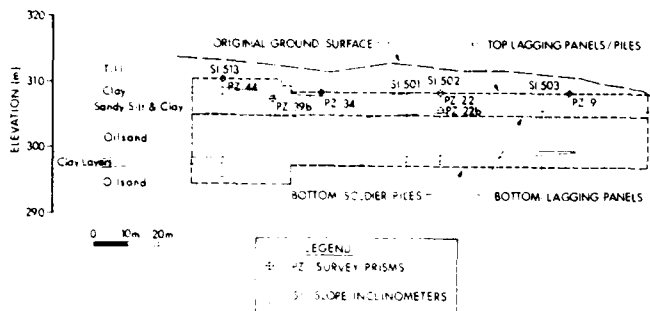 320
ORIGINAL GROUND SURFACE
TOP LAGGING PANELS/PILES
ELEVATION (m)
310
300
290
Till
Clay
Sandy Silt & Clay
Oilsand
Clay Layers
Oilsand
SI 513
PZ 44
PZ 39b
PZ 34
SI 501
SI 502
PZ 22
PZ 22b
SI 503
PZ 9
BOTTOM SOLDIER PILES
BOTTOM LAGGING PANELS
0 10m 20m
LEGEND
PZ SURVEY PRISMS
SI SLOPE INCLINOMETERS